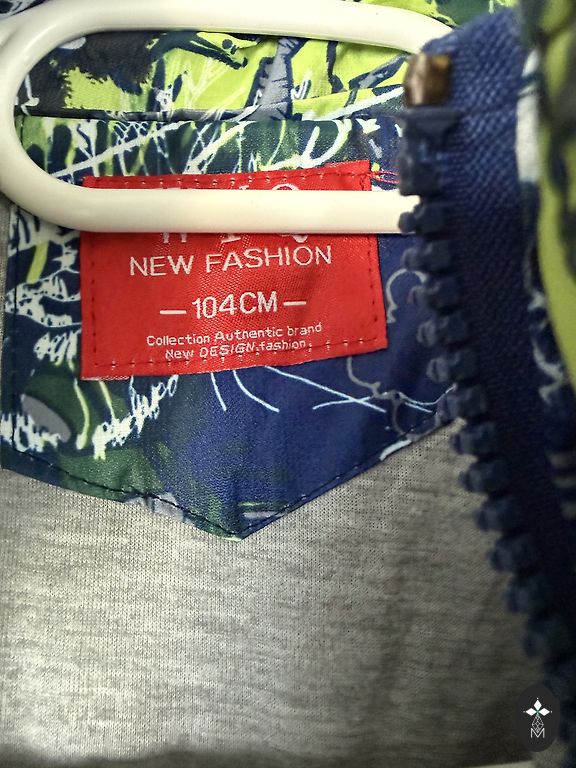 NEW FASHION
—104CM—
Collection Authentic brand
New DESIGN.fashion